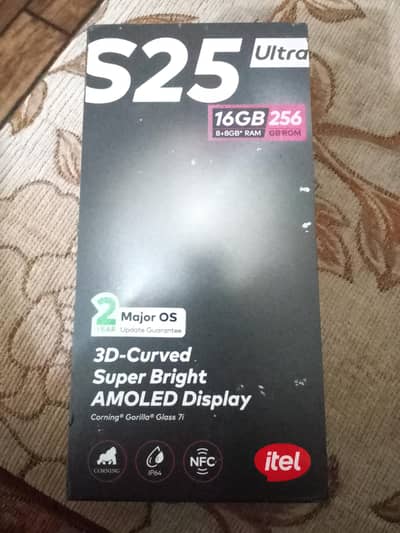 S25 Ultra
16GB 256
8+8GB* RAM GB ROM
2 Major OS
YEAR Update Guarantee
3D-Curved
Super Bright
AMOLED Display
Corning® Gorilla® Glass 7i
CORNING IP64 NFC itel